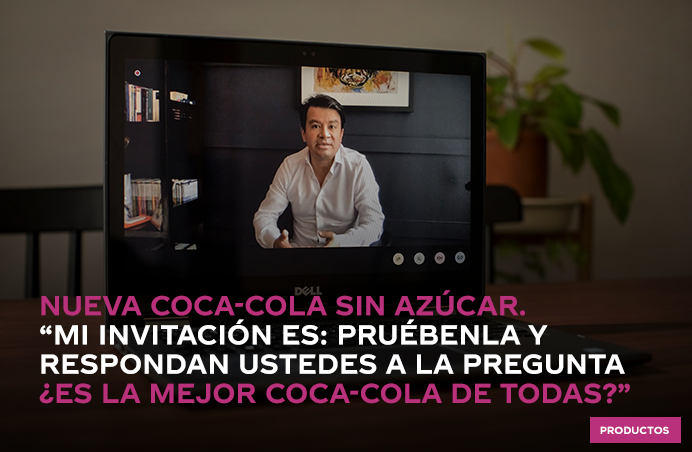 DELL
NUEVA COCA-COLA SIN AZÚCAR.
“MI INVITACIÓN ES: PRUÉBENLA Y
RESPONDAN USTEDES A LA PREGUNTA
¿ES LA MEJOR COCA-COLA DE TODAS?”
PRODUCTOS